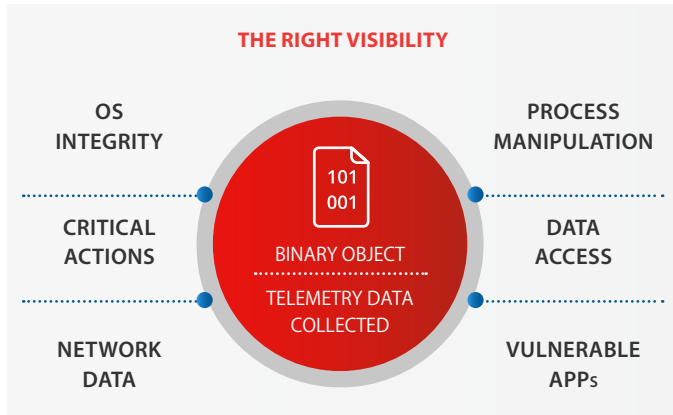 THE RIGHT VISIBILITY
OS
INTEGRITY
CRITICAL
ACTIONS
NETWORK
DATA
101
001
BINARY OBJECT
TELEMETRY DATA
COLLECTED
PROCESS
MANIPULATION
DATA
ACCESS
VULNERABLE
APPs